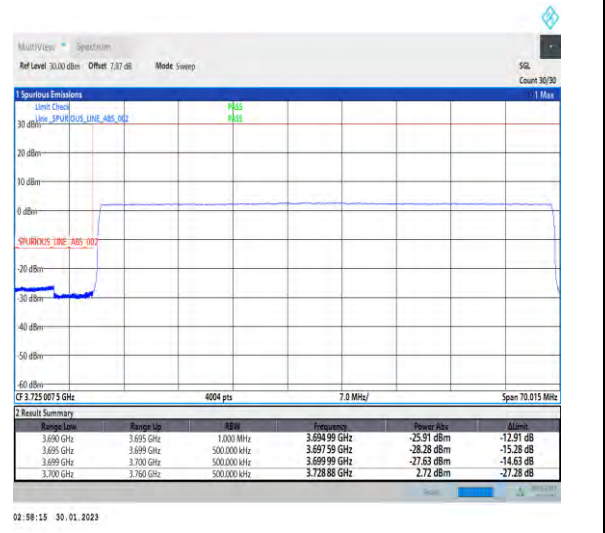 MultiView Spectrum
Ref Level 30.00 dBm Offset 7.87 dB Mode Sweep SGL
Count 30/30
1 Spurious Emissions 1 Max
Limit Check PASS
Line _SPURIOUS_LINE_ABS_002 PASS
30 dBm
20 dBm
10 dBm
0 dBm
_SPURIOUS_LINE_ABS_002
-20 dBm
-30 dBm
-40 dBm
-50 dBm
-60 dBm
CF 3.725 007 5 GHz 4004 pts 7.0 MHz/ Span 70.015 MHz
2 Result Summary
Range Low Range Up RBW Frequency Power Abs ΔLimit
3.690 GHz 3.695 GHz 1.000 MHz 3.694 99 GHz -25.91 dBm -12.91 dB
3.695 GHz 3.699 GHz 500.000 kHz 3.697 59 GHz -28.28 dBm -15.28 dB
3.699 GHz 3.700 GHz 500.000 kHz 3.699 99 GHz -27.63 dBm -14.63 dB
3.700 GHz 3.760 GHz 500.000 kHz 3.728 88 GHz 2.72 dBm -27.28 dB
02:58:15 30.01.2023